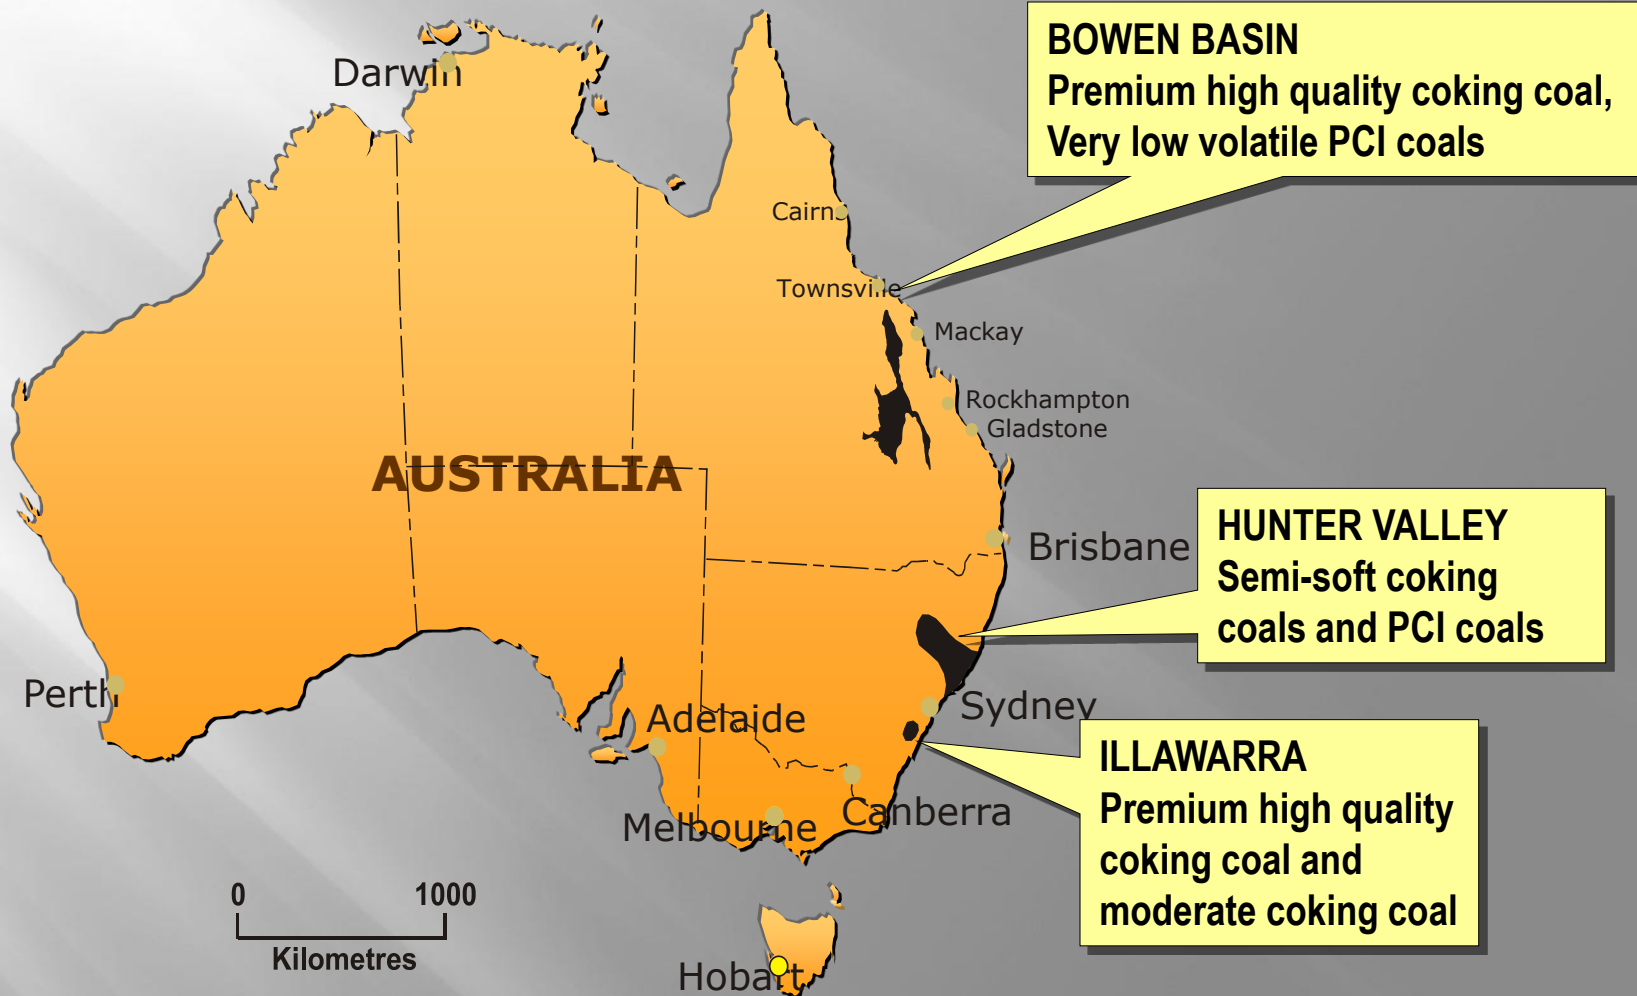 BOWEN BASIN
Premium high quality coking coal,
Very low volatile PCI coals
Darwin
Cairns
Townsville
Mackay
Rockhampton
Gladstone
AUSTRALIA
HUNTER VALLEY
Semi-soft coking
coals and PCI coals
Brisbane
Perth
Adelaide
Sydney
ILLAWARRA
Premium high quality
coking coal and
moderate coking coal
Canberra
Melbourne
0 1000
Kilometres
Hobart